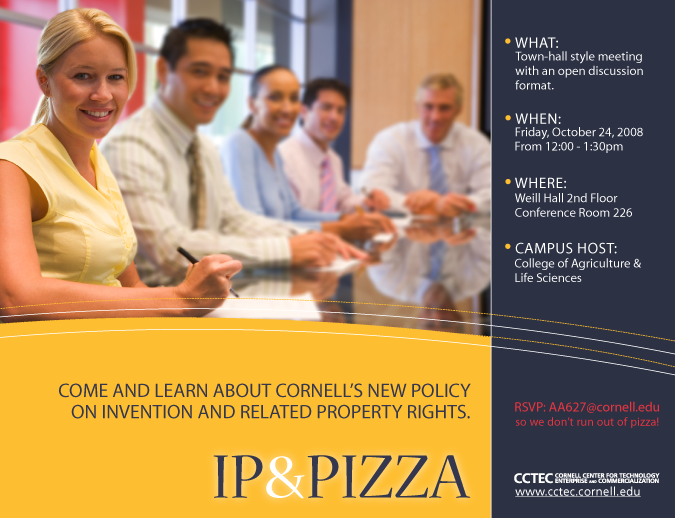 WHAT:
Town-hall style meeting
with an open discussion
format.
WHEN:
Friday, October 24, 2008
From 12:00 - 1:30pm
WHERE:
Weill Hall 2nd Floor
Conference Room 226
CAMPUS HOST:
College of Agriculture &
Life Sciences
COME AND LEARN ABOUT CORNELL'S NEW POLICY
ON INVENTION AND RELATED PROPERTY RIGHTS.
IP&PIZZA
RSVP: AA627@cornell.edu
so we don't run out of pizza!
CCTEC CORNELL CENTER FOR TECHNOLOGY
ENTERPRISE AND COMMERCIALIZATION
www.cctec.cornell.edu